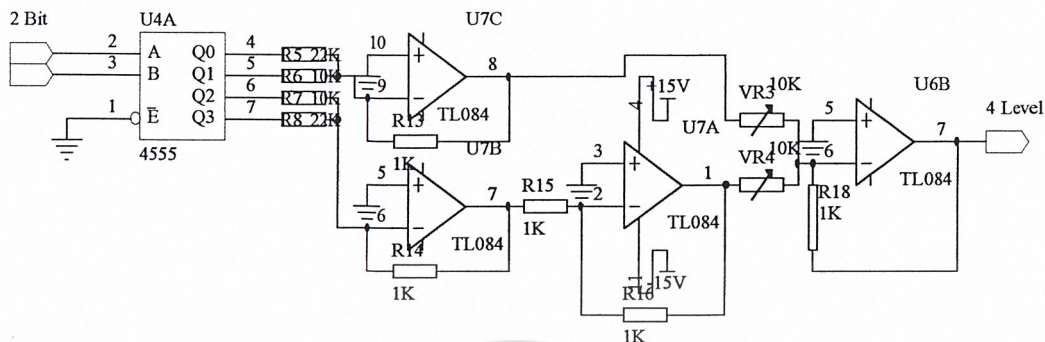 2 Bit
U4A
2
A
Q0
4
R5 22K
3
B
Q1
5
R6 10K
Q2
6
R7 10K
1
E
Q3
7
R8 22K
4555
U7C
10
9
8
TL084
R13
1K
U7B
5
6
7
TL084
R14
1K
R15
1K
+15V
4
U7A
3
2
1
TL084
11
-15V
R16
1K
VR3
10K
VR4
10K
U6B
5
6
7
TL084
R18
1K
4 Level